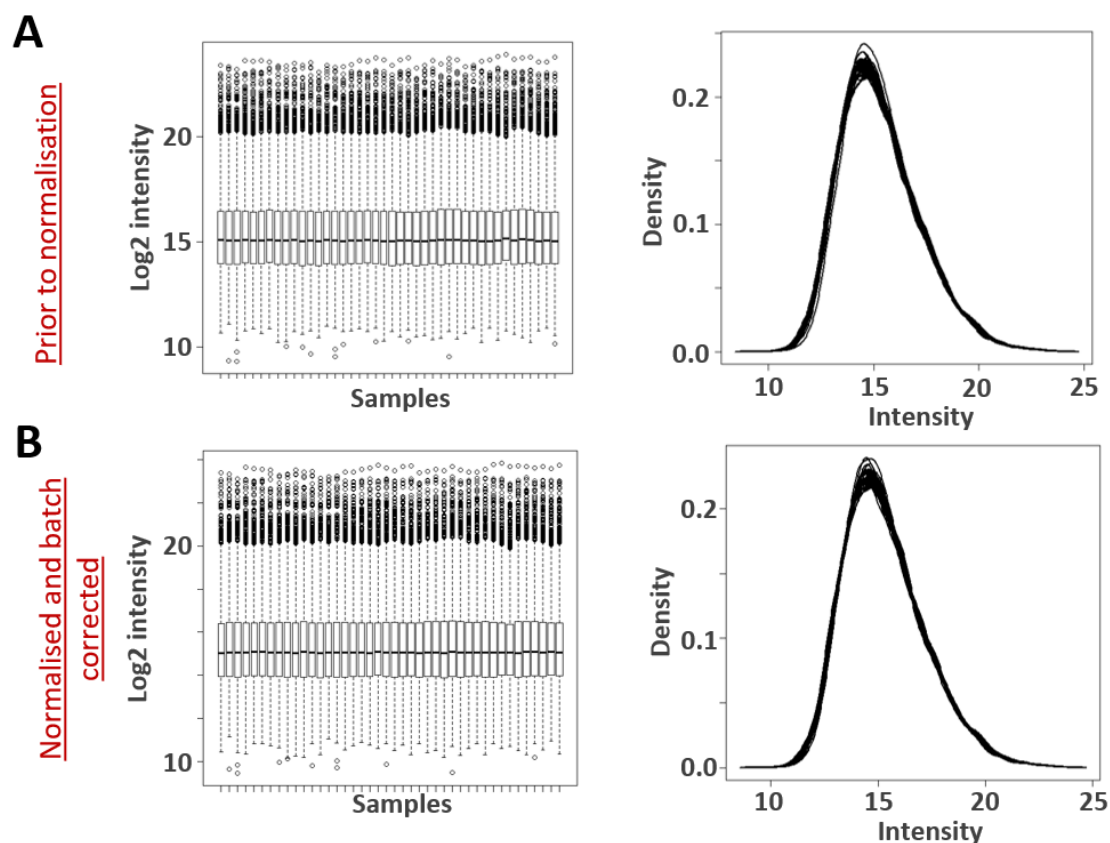 A
Prior to normalisation
Log2 intensity
20
15
10
Samples
Density
0.2
0.1
0.0
10 15 20 25
Intensity
B
Normalised and batch
corrected
Log2 intensity
20
10
Samples
Density
0.2
0.1
0.0
10 15 20 25
Intensity